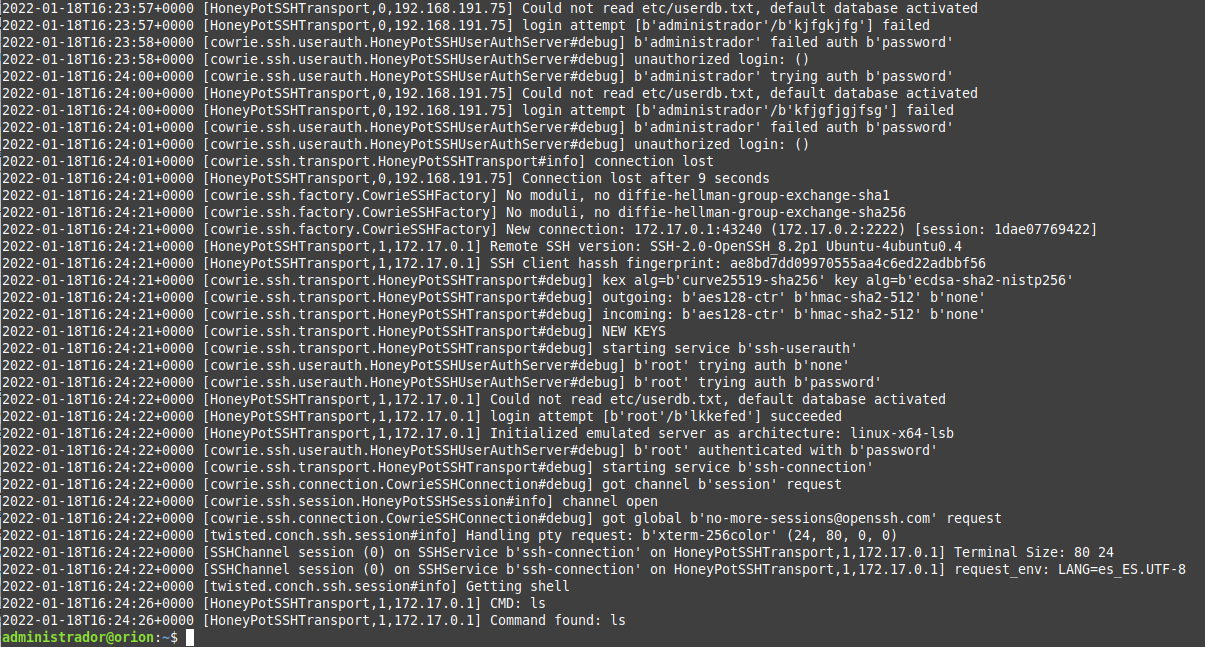 2022-01-18T16:23:57+0000 [HoneyPotSSHTransport,0,192.168.191.75] Could not read etc/userdb.txt, default database activated
2022-01-18T16:23:57+0000 [HoneyPotSSHTransport,0,192.168.191.75] login attempt [b'administrador'/b'kjfgkjfg'] failed
2022-01-18T16:23:58+0000 [cowrie.ssh.userauth.HoneyPotSSHUserAuthServer#debug] b'administrador' failed auth b'password'
2022-01-18T16:23:58+0000 [cowrie.ssh.userauth.HoneyPotSSHUserAuthServer#debug] unauthorized login: ()
2022-01-18T16:24:00+0000 [cowrie.ssh.userauth.HoneyPotSSHUserAuthServer#debug] b'administrador' trying auth b'password'
2022-01-18T16:24:00+0000 [HoneyPotSSHTransport,0,192.168.191.75] Could not read etc/userdb.txt, default database activated
2022-01-18T16:24:00+0000 [HoneyPotSSHTransport,0,192.168.191.75] login attempt [b'administrador'/b'kfjgfjgjfsg'] failed
2022-01-18T16:24:01+0000 [cowrie.ssh.userauth.HoneyPotSSHUserAuthServer#debug] b'administrador' failed auth b'password'
2022-01-18T16:24:01+0000 [cowrie.ssh.userauth.HoneyPotSSHUserAuthServer#debug] unauthorized login: ()
2022-01-18T16:24:01+0000 [cowrie.ssh.transport.HoneyPotSSHTransport#info] connection lost
2022-01-18T16:24:01+0000 [HoneyPotSSHTransport,0,192.168.191.75] Connection lost after 9 seconds
2022-01-18T16:24:21+0000 [cowrie.ssh.factory.CowrieSSHFactory] No moduli, no diffie-hellman-group-exchange-sha1
2022-01-18T16:24:21+0000 [cowrie.ssh.factory.CowrieSSHFactory] No moduli, no diffie-hellman-group-exchange-sha256
2022-01-18T16:24:21+0000 [cowrie.ssh.factory.CowrieSSHFactory] New connection: 172.17.0.1:43240 (172.17.0.2:2222) [session: 1dae07769422]
2022-01-18T16:24:21+0000 [HoneyPotSSHTransport,1,172.17.0.1] Remote SSH version: SSH-2.0-OpenSSH_8.2p1 Ubuntu-4ubuntu0.4
2022-01-18T16:24:21+0000 [HoneyPotSSHTransport,1,172.17.0.1] SSH client hassh fingerprint: ae8bd7dd09970555aa4c6ed22adbbf56
2022-01-18T16:24:21+0000 [cowrie.ssh.transport.HoneyPotSSHTransport#debug] kex alg=b'curve25519-sha256' key alg=b'ecdsa-sha2-nistp256'
2022-01-18T16:24:21+0000 [cowrie.ssh.transport.HoneyPotSSHTransport#debug] outgoing: b'aes128-ctr' b'hmac-sha2-512' b'none'
2022-01-18T16:24:21+0000 [cowrie.ssh.transport.HoneyPotSSHTransport#debug] incoming: b'aes128-ctr' b'hmac-sha2-512' b'none'
2022-01-18T16:24:21+0000 [cowrie.ssh.transport.HoneyPotSSHTransport#debug] NEW KEYS
2022-01-18T16:24:21+0000 [cowrie.ssh.transport.HoneyPotSSHTransport#debug] starting service b'ssh-userauth'
2022-01-18T16:24:21+0000 [cowrie.ssh.userauth.HoneyPotSSHUserAuthServer#debug] b'root' trying auth b'none'
2022-01-18T16:24:22+0000 [cowrie.ssh.userauth.HoneyPotSSHUserAuthServer#debug] b'root' trying auth b'password'
2022-01-18T16:24:22+0000 [HoneyPotSSHTransport,1,172.17.0.1] Could not read etc/userdb.txt, default database activated
2022-01-18T16:24:22+0000 [HoneyPotSSHTransport,1,172.17.0.1] login attempt [b'root'/b'lkkefed'] succeeded
2022-01-18T16:24:22+0000 [HoneyPotSSHTransport,1,172.17.0.1] Initialized emulated server as architecture: linux-x64-lsb
2022-01-18T16:24:22+0000 [cowrie.ssh.userauth.HoneyPotSSHUserAuthServer#debug] b'root' authenticated with b'password'
2022-01-18T16:24:22+0000 [cowrie.ssh.transport.HoneyPotSSHTransport#debug] starting service b'ssh-connection'
2022-01-18T16:24:22+0000 [cowrie.ssh.connection.CowrieSSHConnection#debug] got channel b'session' request
2022-01-18T16:24:22+0000 [cowrie.ssh.session.HoneyPotSSHSession#info] channel open
2022-01-18T16:24:22+0000 [cowrie.ssh.connection.CowrieSSHConnection#debug] got global b'no-more-sessions@openssh.com' request
2022-01-18T16:24:22+0000 [twisted.conch.ssh.session#info] Handling pty request: b'xterm-256color' (24, 80, 0, 0)
2022-01-18T16:24:22+0000 [SSHChannel session (0) on SSHService b'ssh-connection' on HoneyPotSSHTransport,1,172.17.0.1] Terminal Size: 80 24
2022-01-18T16:24:22+0000 [SSHChannel session (0) on SSHService b'ssh-connection' on HoneyPotSSHTransport,1,172.17.0.1] request_env: LANG=es_ES.UTF-8
2022-01-18T16:24:22+0000 [twisted.conch.ssh.session#info] Getting shell
2022-01-18T16:24:26+0000 [HoneyPotSSHTransport,1,172.17.0.1] CMD: ls
2022-01-18T16:24:26+0000 [HoneyPotSSHTransport,1,172.17.0.1] Command found: ls
administrador@orion:~$